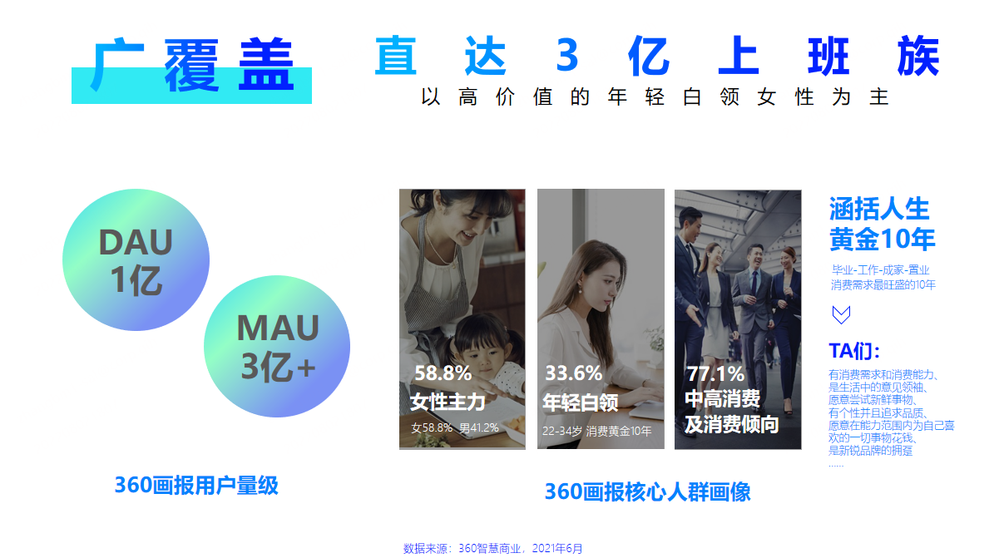 广覆盖
直达3亿上班族
以高价值的年轻白领女性为主
DAU
1亿
MAU
3亿+
360画报用户量级
58.8%
女性主力
女58.8% 男41.2%
33.6%
年轻白领
22-34岁 消费黄金10年
77.1%
中高消费
及消费倾向
360画报核心人群画像
涵括人生
黄金10年
毕业-工作-成家-置业
消费需求最旺盛的10年
TA们：
有消费需求和消费能力、
是生活中的意见领袖、
愿意尝试新鲜事物、
有个性并且追求品质、
愿意在能力范围内为自己喜
欢的一切事物花钱、
是新锐品牌的拥趸
……
数据来源：360智慧商业，2021年6月